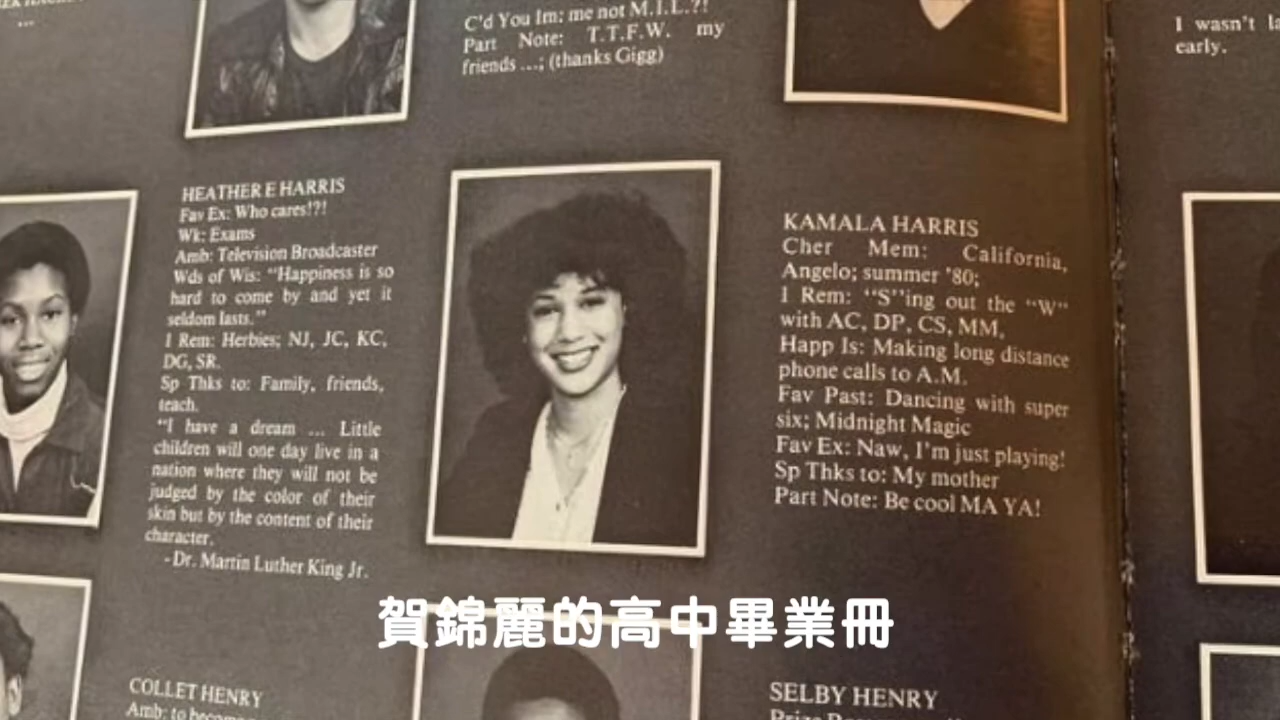 ...
C'd You Im: me not M.I.L.?!
Part Note: T.T.F.W. my
friends ...; (thanks Gigg)
I wasn't
early.
HEATHER E HARRIS
Fav Ex: Who cares!?!
Wk: Exams
Amb: Television Broadcaster
Wds of Wis: "Happiness is so
hard to come by and yet it
seldom lasts."
I Rem: Herbies; NJ, JC, KC,
DG, SR.
Sp Thks to: Family, friends,
teach.
"I have a dream ... Little
children will one day live in a
nation where they will not be
judged by the color of their
skin but by the content of their
character.
- Dr. Martin Luther King Jr.
KAMALA HARRIS
Cher Mem: California,
Angelo; summer '80;
I Rem: "S"ing out the "W"
with AC, DP, CS, MM,
Happ Is: Making long distance
phone calls to A.M.
Fav Past: Dancing with super
six; Midnight Magic
Fav Ex: Naw, I'm just playing!
Sp Thks to: My mother
Part Note: Be cool MA YA!
賀錦麗的高中畢業冊
COLLET HENRY
Amb: to become
SELBY HENRY